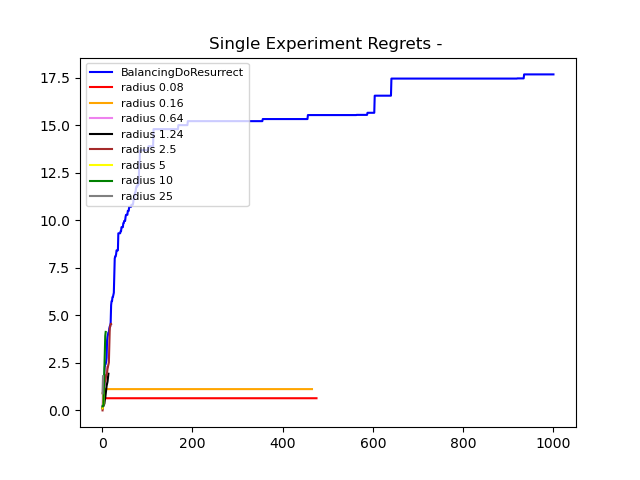 Single Experiment Regrets -
17.5
15.0
12.5
10.0
7.5
5.0
2.5
0.0
BalancingDoResurrect
radius 0.08
radius 0.16
radius 0.64
radius 1.24
radius 2.5
radius 5
radius 10
radius 25
0 200 400 600 800 1000